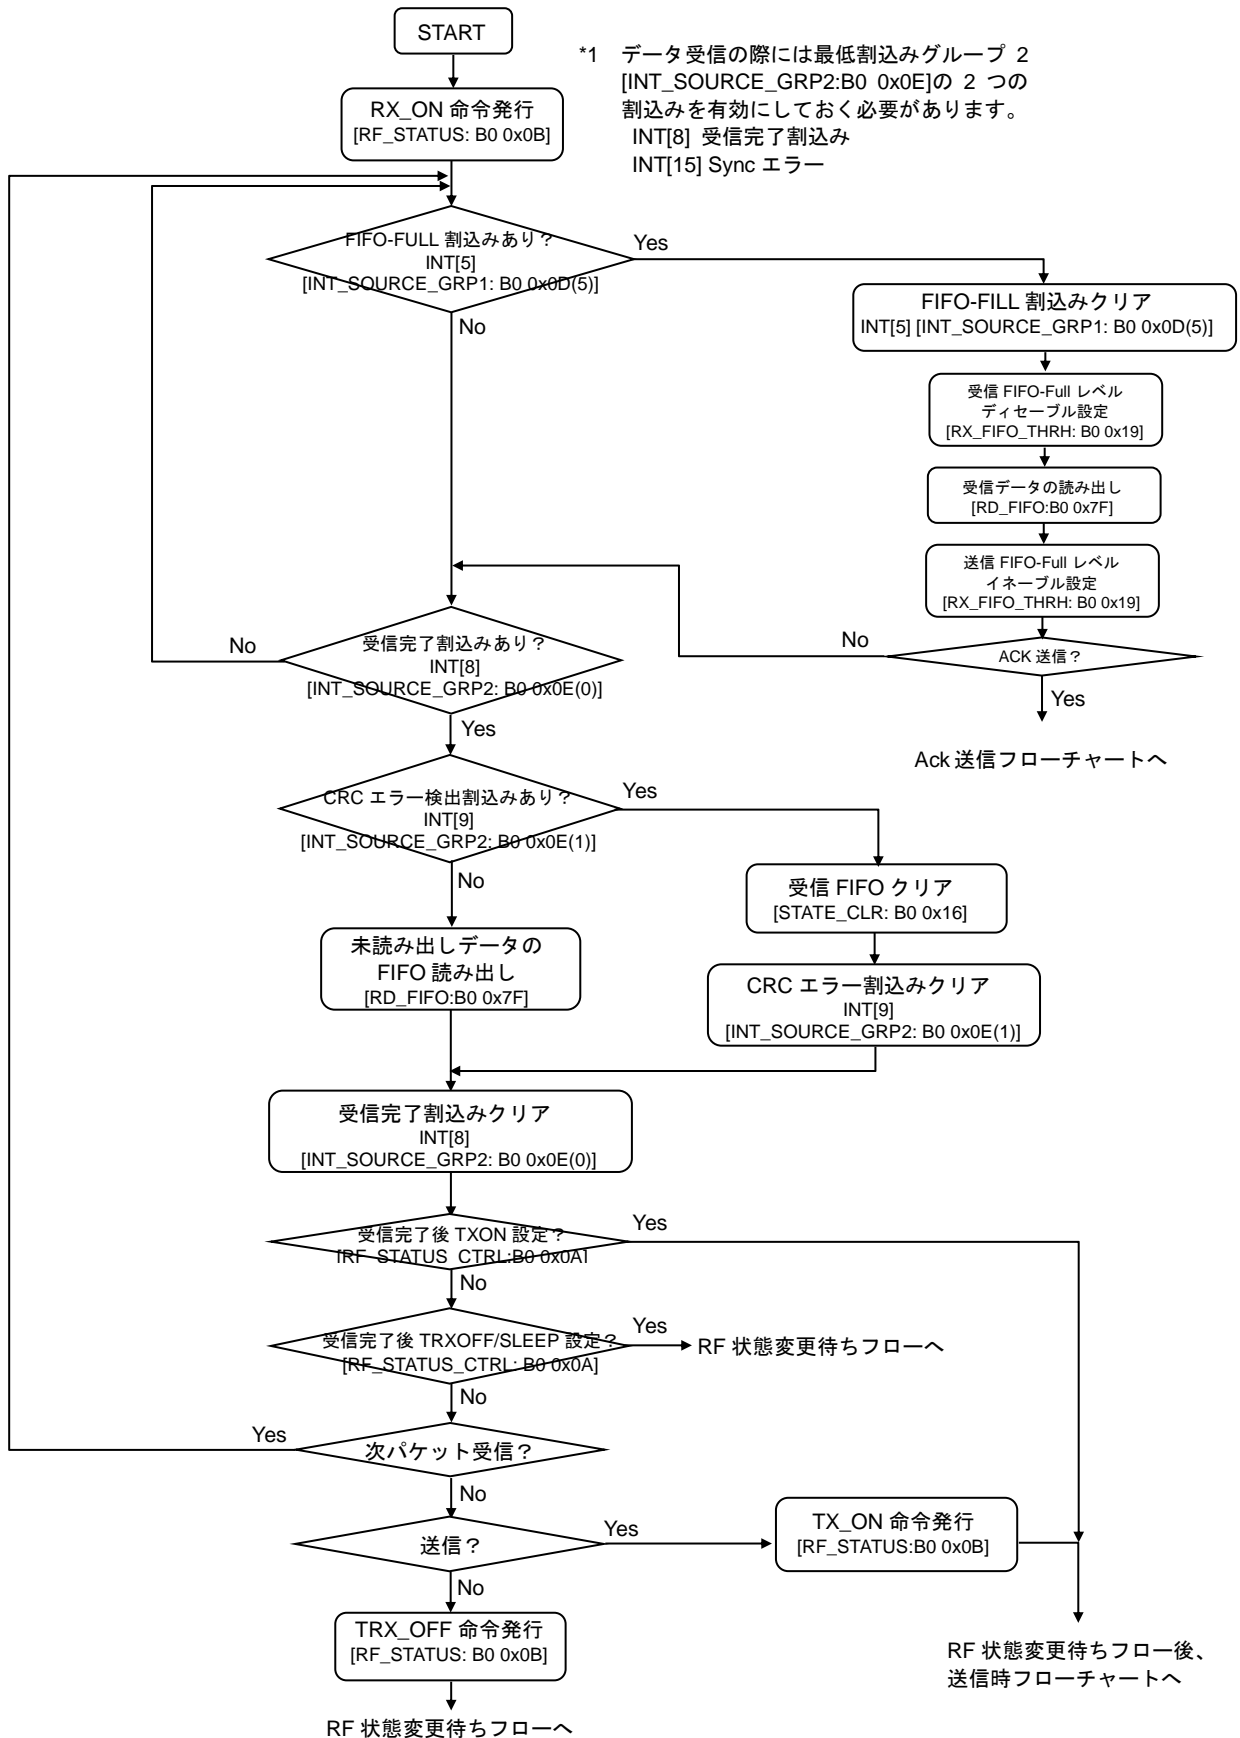 START
*1 データ受信の際には最低割込みグループ 2
[INT_SOURCE_GRP2:B0 0x0E]の 2 つの
割込みを有効にしておく必要があります。
INT[8] 受信完了割込み
INT[15] Sync エラー
RX_ON 命令発行
[RF_STATUS: B0 0x0B]
FIFO-FULL 割込みあり？
INT[5]
[INT_SOURCE_GRP1: B0 0x0D(5)]
Yes
No
FIFO-FILL 割込みクリア
INT[5] [INT_SOURCE_GRP1: B0 0x0D(5)]
受信 FIFO-Full レベル
ディセーブル設定
[RX_FIFO_THRH: B0 0x19]
受信データの読み出し
[RD_FIFO:B0 0x7F]
送信 FIFO-Full レベル
イネーブル設定
[RX_FIFO_THRH: B0 0x19]
ACK 送信？
No
Yes
Ack 送信フローチャートへ
受信完了割込みあり？
INT[8]
[INT_SOURCE_GRP2: B0 0x0E(0)]
No
Yes
CRC エラー検出割込みあり？
INT[9]
[INT_SOURCE_GRP2: B0 0x0E(1)]
Yes
No
受信 FIFO クリア
[STATE_CLR: B0 0x16]
CRC エラー割込みクリア
INT[9]
[INT_SOURCE_GRP2: B0 0x0E(1)]
未読み出しデータの
FIFO 読み出し
[RD_FIFO:B0 0x7F]
受信完了割込みクリア
INT[8]
[INT_SOURCE_GRP2: B0 0x0E(0)]
受信完了後 TXON 設定？
[RF_STATUS_CTRL:B0 0x0A]
Yes
No
受信完了後 TRXOFF/SLEEP 設定？
[RF_STATUS_CTRL: B0 0x0A]
Yes
RF 状態変更待ちフローへ
No
次パケット受信？
Yes
No
送信？
Yes
TX_ON 命令発行
[RF_STATUS:B0 0x0B]
No
TRX_OFF 命令発行
[RF_STATUS: B0 0x0B]
RF 状態変更待ちフロー後、
送信時フローチャートへ
RF 状態変更待ちフローへ